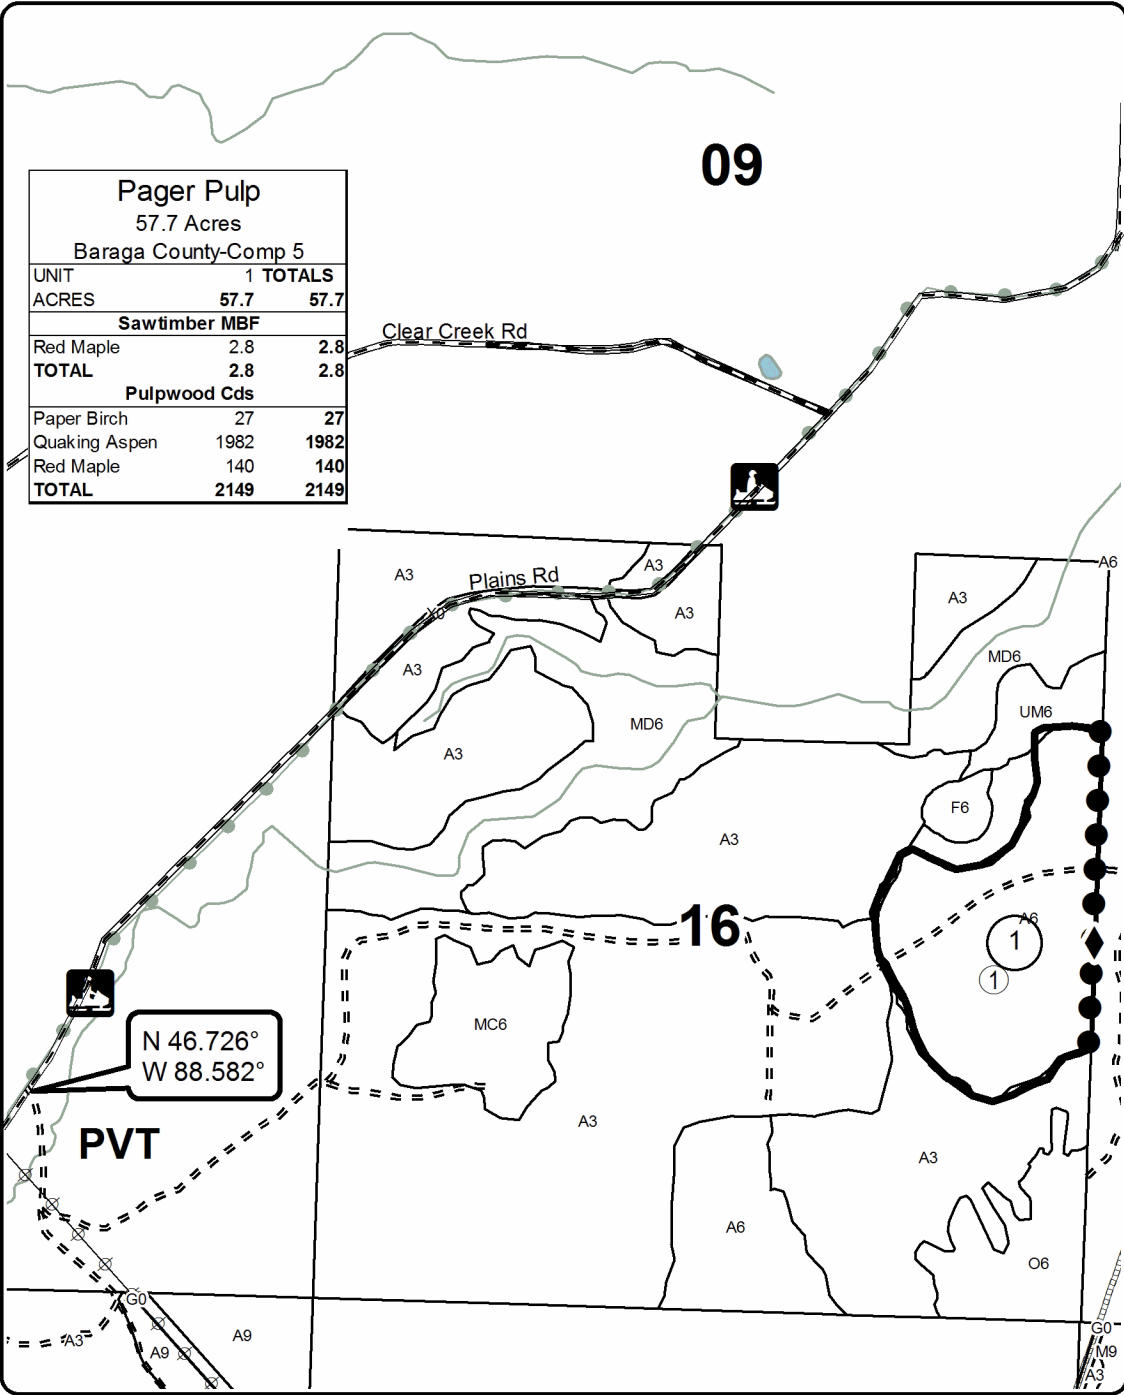 09
Pager Pulp
57.7 Acres
Baraga County-Comp 5
UNIT 1 TOTALS
ACRES 57.7 57.7
Sawtimber MBF
Red Maple 2.8 2.8
TOTAL 2.8 2.8
Pulpwood Cds
Paper Birch 27 27
Quaking Aspen 1982 1982
Red Maple 140 140
TOTAL 2149 2149
Clear Creek Rd
A3
Plains Rd
A3
A6
A3
A3
MD6
A3
UM6
MD6
A3
F6
A3
16
A6
1
1
MC6
N 46.726°
W 88.582°
A3
PVT
A3
A6
O6
G0
A3
A9
A9
G0
M9
A3